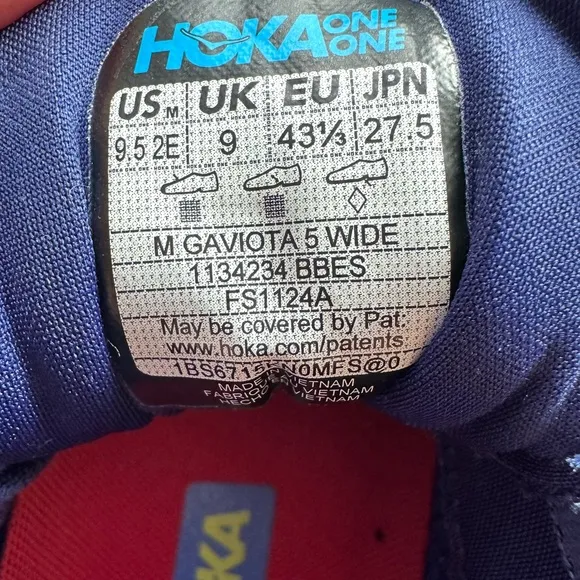 HOKA ONE ONE
US M UK EU JPN
9.5 2E 9 43⅓ 27.5
M GAVIOTA 5 WIDE
1134234 BBES
FS1124A
May be covered by Pat.
www.hoka.com/patents
MADE VIETNAM
VIETNAM
HOKA